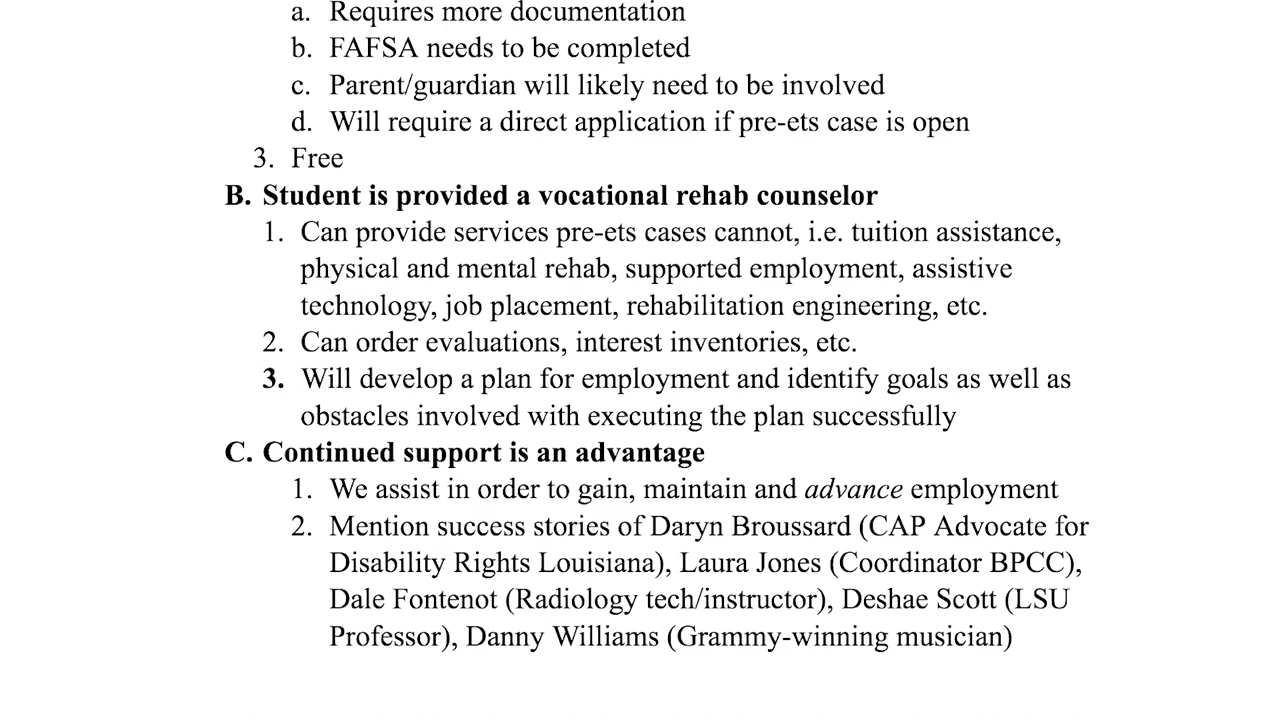 a. Requires more documentation
b. FAFSA needs to be completed
c. Parent/guardian will likely need to be involved
d. Will require a direct application if pre-ets case is open
3. Free
B. Student is provided a vocational rehab counselor
1. Can provide services pre-ets cases cannot, i.e. tuition assistance,
physical and mental rehab, supported employment, assistive
technology, job placement, rehabilitation engineering, etc.
2. Can order evaluations, interest inventories, etc.
3. Will develop a plan for employment and identify goals as well as
obstacles involved with executing the plan successfully
C. Continued support is an advantage
1. We assist in order to gain, maintain and advance employment
2. Mention success stories of Daryn Broussard (CAP Advocate for
Disability Rights Louisiana), Laura Jones (Coordinator BPCC),
Dale Fontenot (Radiology tech/instructor), Deshae Scott (LSU
Professor), Danny Williams (Grammy-winning musician)